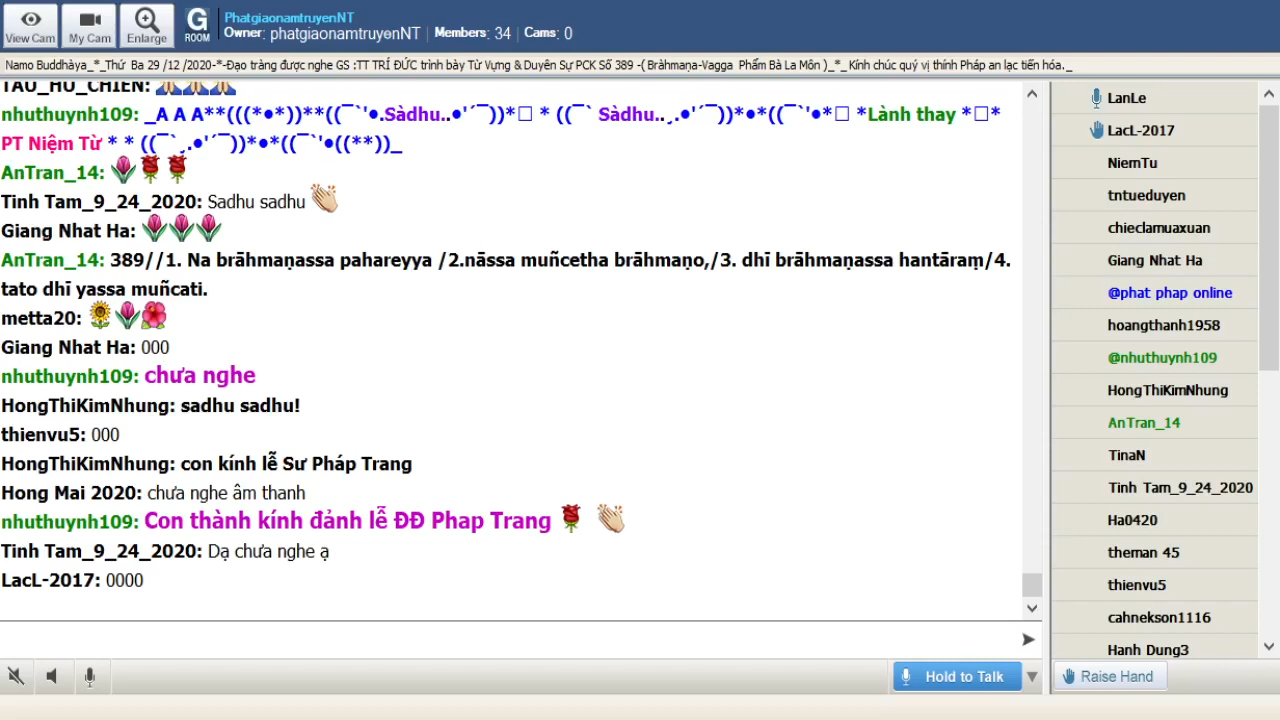 View Cam
My Cam
Enlarge
G
ROOM
PhatgiaonamtruyenNT
Owner: phatgiaonamtruyenNT | Members: 34 | Cams: 0
Namo Buddhàya_*_Thứ Ba 29 /12 /2020-*-Đạo tràng được nghe GS :TT TRÍ ĐỨC trình bày Từ Vựng & Duyên Sự PCK Số 389 -( Bràhmaṇa-Vagga Phẩm Bà La Môn )_*_ Kính chúc quý vị thính Pháp an lạc tiến hóa._
TAU_HU_CHIEN:
nhuthuynh109: _A A A**(((*•*))**((¯`'•.Sàdhu..•'´¯))*□ * ((¯` Sàdhu..¸.•'´¯))*•*((¯`'•*□ *Lành thay *□*
PT Niệm Từ * * ((¯`¸.•'´¯))*•*((¯`'•((**))_
AnTran_14:
Tinh Tam_9_24_2020: Sadhu sadhu
Giang Nhat Ha:
AnTran_14: 389//1. Na brāhmaṇassa pahareyya /2.nāssa muñcetha brāhmaṇo,/3. dhī brāhmaṇassa hantāraṃ/4.
tato dhī yassa muñcati.
metta20:
Giang Nhat Ha: 000
nhuthuynh109: chưa nghe
HongThiKimNhung: sadhu sadhu!
thienvu5: 000
HongThiKimNhung: con kính lễ Sư Pháp Trang
Hong Mai 2020: chưa nghe âm thanh
nhuthuynh109: Con thành kính đảnh lễ ĐĐ Phap Trang
Tinh Tam_9_24_2020: Dạ chưa nghe ạ
LacL-2017: 0000
Hold to Talk
LanLe
LacL-2017
NiemTu
tntueduyen
chieclamuaxuan
Giang Nhat Ha
@phat phap online
hoangthanh1958
@nhuthuynh109
HongThiKimNhung
AnTran_14
TinaN
Tinh Tam_9_24_2020
Ha0420
theman 45
thienvu5
cahnekson1116
Hanh Dung3
Raise Hand